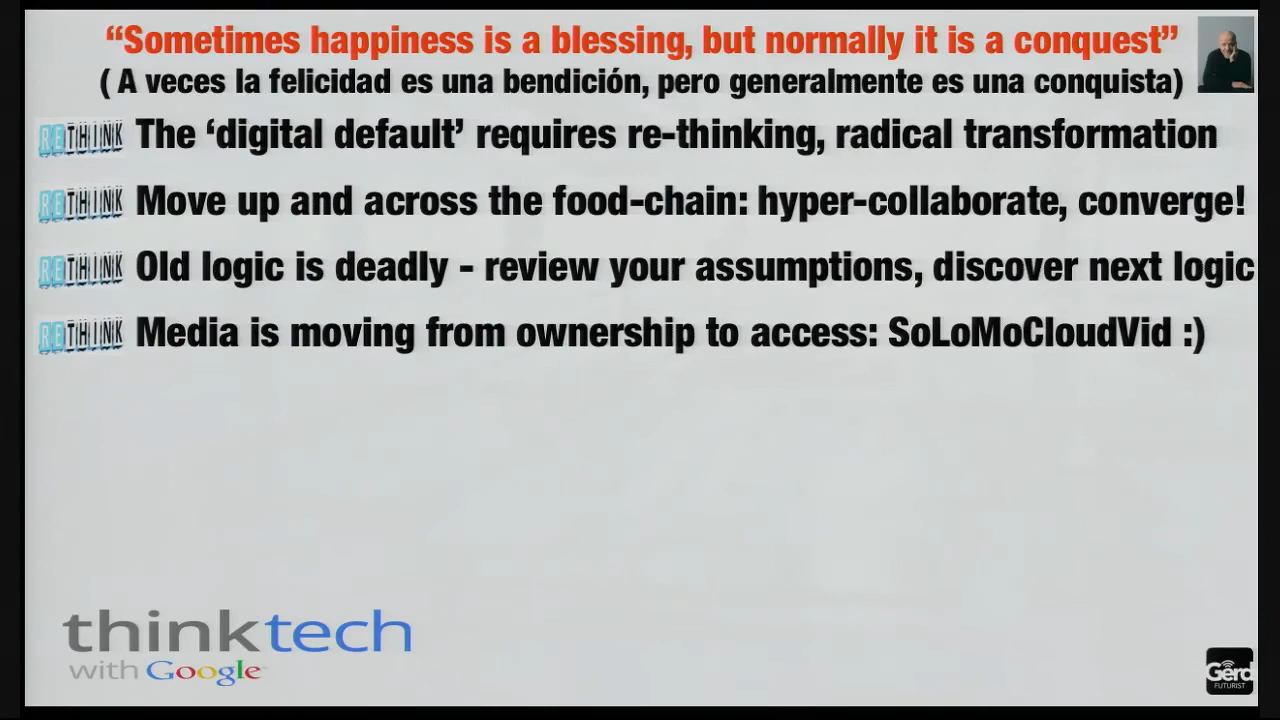 “Sometimes happiness is a blessing, but normally it is a conquest”
( A veces la felicidad es una bendición, pero generalmente es una conquista)
RETHINK The ‘digital default’ requires re-thinking, radical transformation
RETHINK Move up and across the food-chain: hyper-collaborate, converge!
RETHINK Old logic is deadly - review your assumptions, discover next logic
RETHINK Media is moving from ownership to access: SoLoMoCloudVid :)
thinktech
with Google
Gerd
FUTURIST